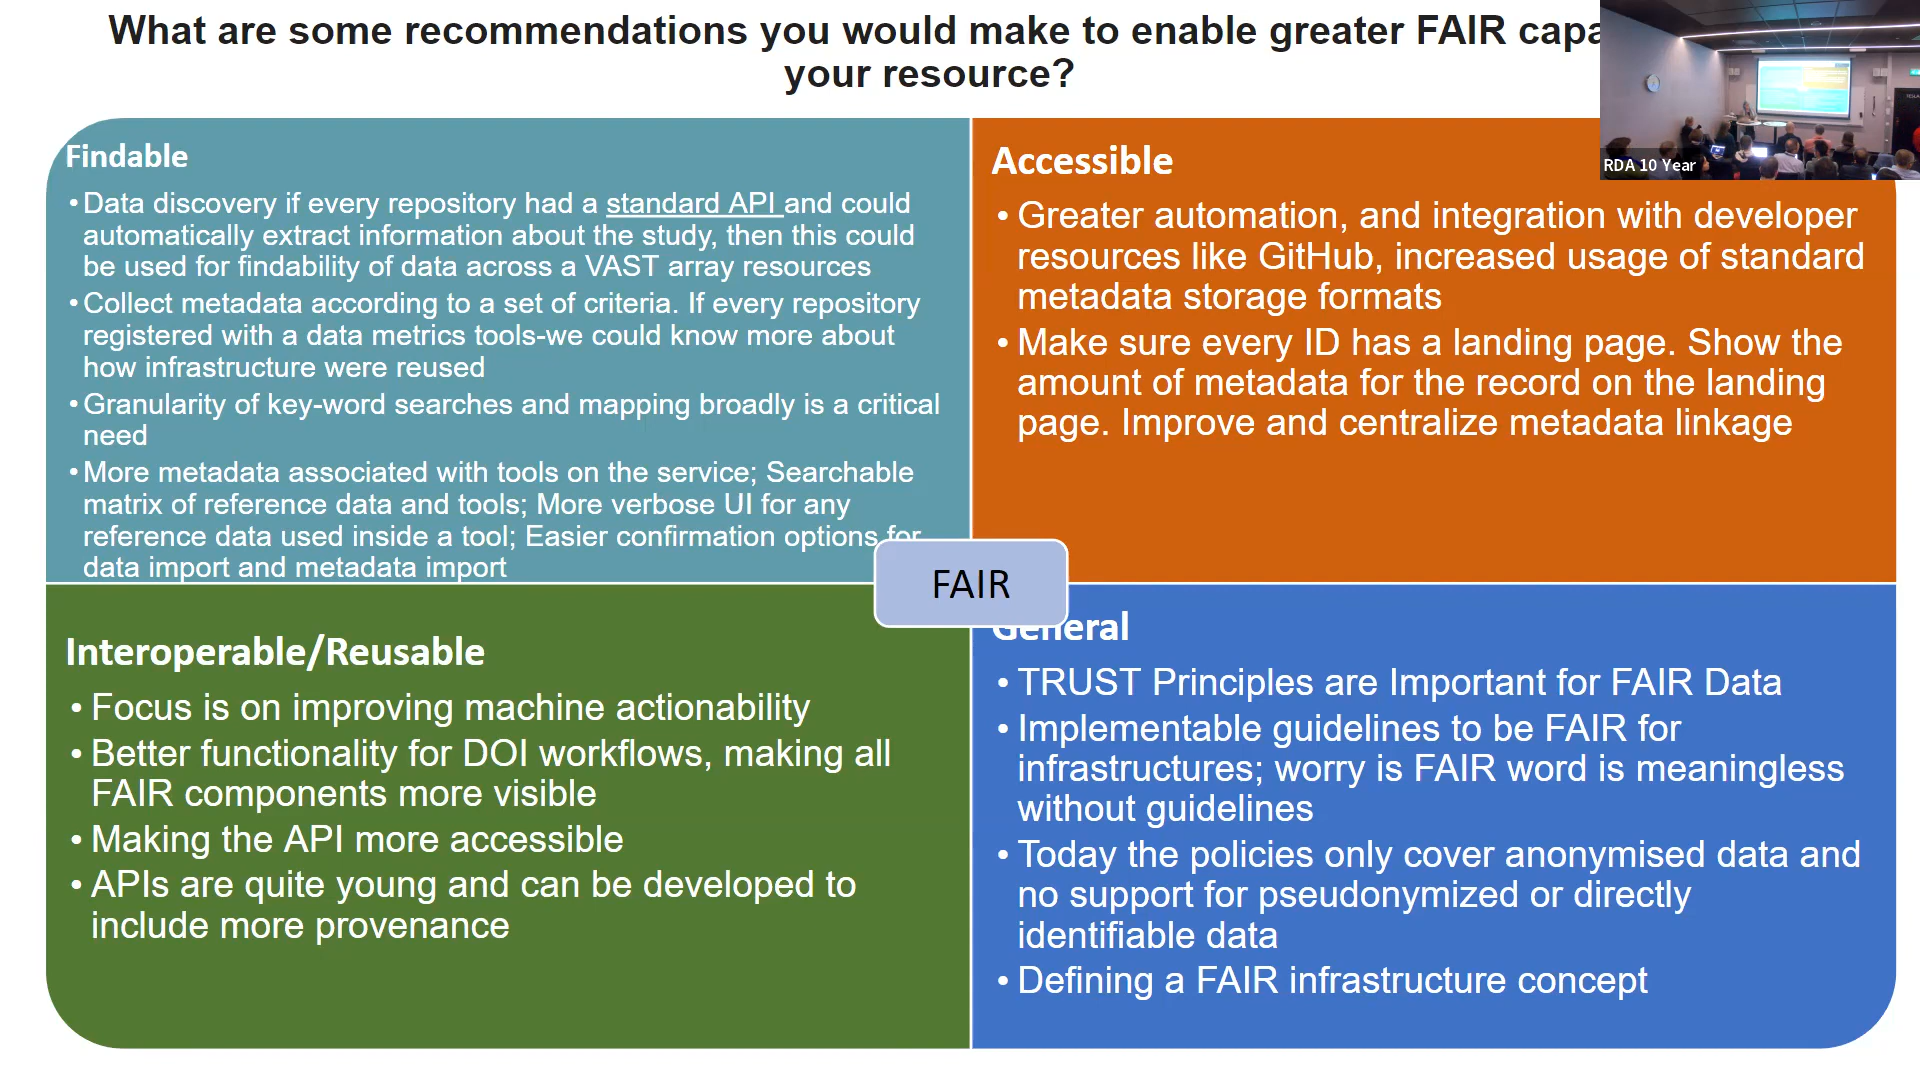 What are some recommendations you would make to enable greater FAIR
your resource?
RDA 10 Year
Findable
• Data discovery if every repository had a standard API and could
automatically extract information about the study, then this could
be used for findability of data across a VAST array resources
• Collect metadata according to a set of criteria. If every repository
registered with a data metrics tools-we could know more about
how infrastructure were reused
• Granularity of key-word searches and mapping broadly is a critical
need
• More metadata associated with tools on the service; Searchable
matrix of reference data and tools; More verbose UI for any
reference data used inside a tool; Easier confirmation options for
data import and metadata import
Accessible
• Greater automation, and integration with developer
resources like GitHub, increased usage of standard
metadata storage formats
• Make sure every ID has a landing page. Show the
amount of metadata for the record on the landing
page. Improve and centralize metadata linkage
FAIR
Interoperable/Reusable
• Focus is on improving machine actionability
• Better functionality for DOI workflows, making all
FAIR components more visible
• Making the API more accessible
• APIs are quite young and can be developed to
include more provenance
General
• TRUST Principles are Important for FAIR Data
• Implementable guidelines to be FAIR for
infrastructures; worry is FAIR word is meaningless
without guidelines
• Today the policies only cover anonymised data and
no support for pseudonymized or directly
identifiable data
• Defining a FAIR infrastructure concept